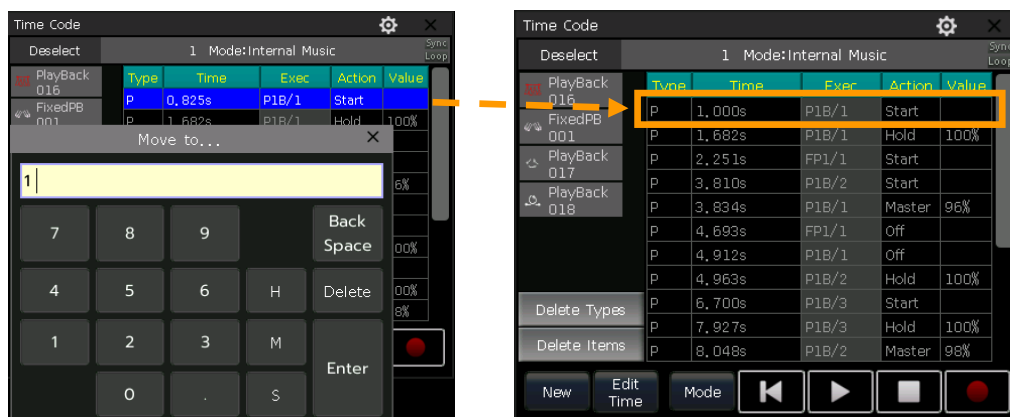 Time Code
Deselect 1 Mode:Internal Music Sync Loop
PlayBack 016
FixedPB 001
Type Time Exec Action Value
P 0.825s P1B/1 Start
P 1.682s P1B/1 Hold 100%
Move to...
1
6%
7 8 9 Back Space
00%
4 5 6 H Delete
00%
8%
1 2 3 M
Enter
0 . S
Time Code
Deselect 1 Mode:Internal Music Sync Loop
PlayBack 016
FixedPB 001
PlayBack 017
PlayBack 018
Type Time Exec Action Value
P 1.000s P1B/1 Start
P 1.682s P1B/1 Hold 100%
P 2.251s FP1/1 Start
P 3.810s P1B/2 Start
P 3.834s P1B/1 Master 96%
P 4.693s FP1/1 Off
P 4.912s P1B/1 Off
P 4.963s P1B/2 Hold 100%
P 6.700s P1B/3 Start
P 7.927s P1B/3 Hold 100%
P 8.048s P1B/2 Master 98%
Delete Types
Delete Items
New Edit Time Mode